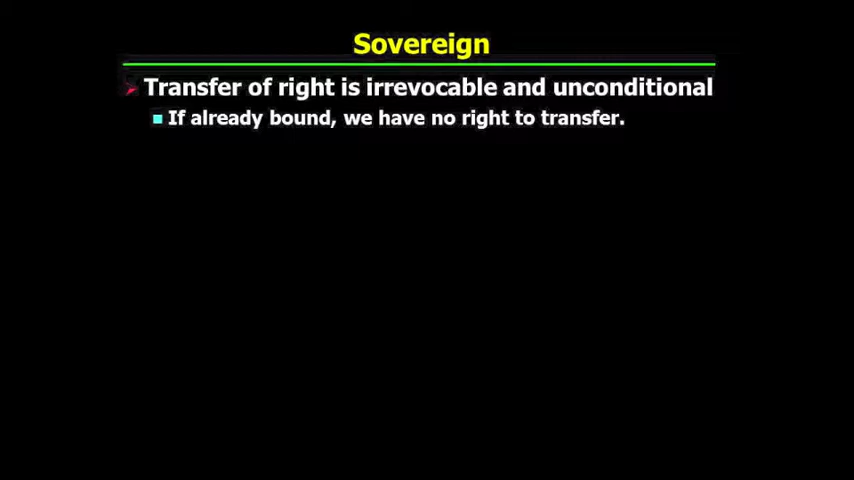 Sovereign
Transfer of right is irrevocable and unconditional
If already bound, we have no right to transfer.